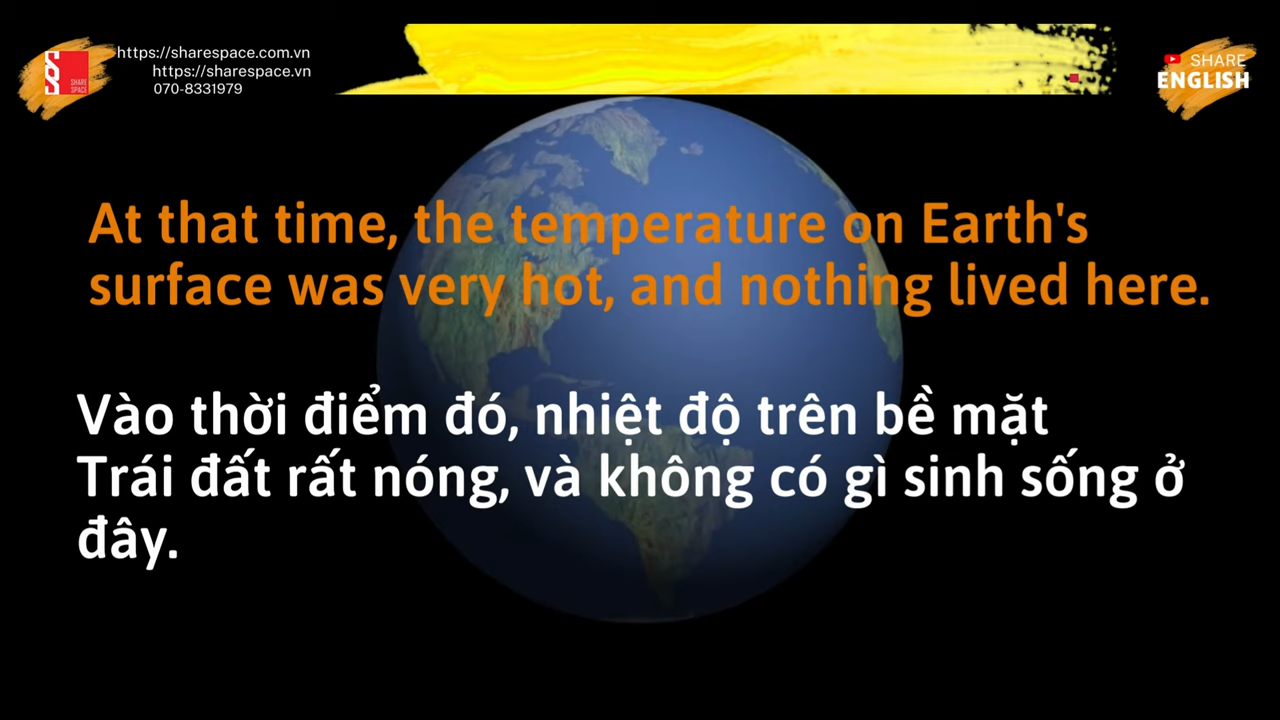 https://sharespace.com.vn
https://sharespace.vn
070-8331979
SHARE
SPACE
SHARE
ENGLISH
At that time, the temperature on Earth's
surface was very hot, and nothing lived here.
Vào thời điểm đó, nhiệt độ trên bề mặt
Trái đất rất nóng, và không có gì sinh sống ở
đây.